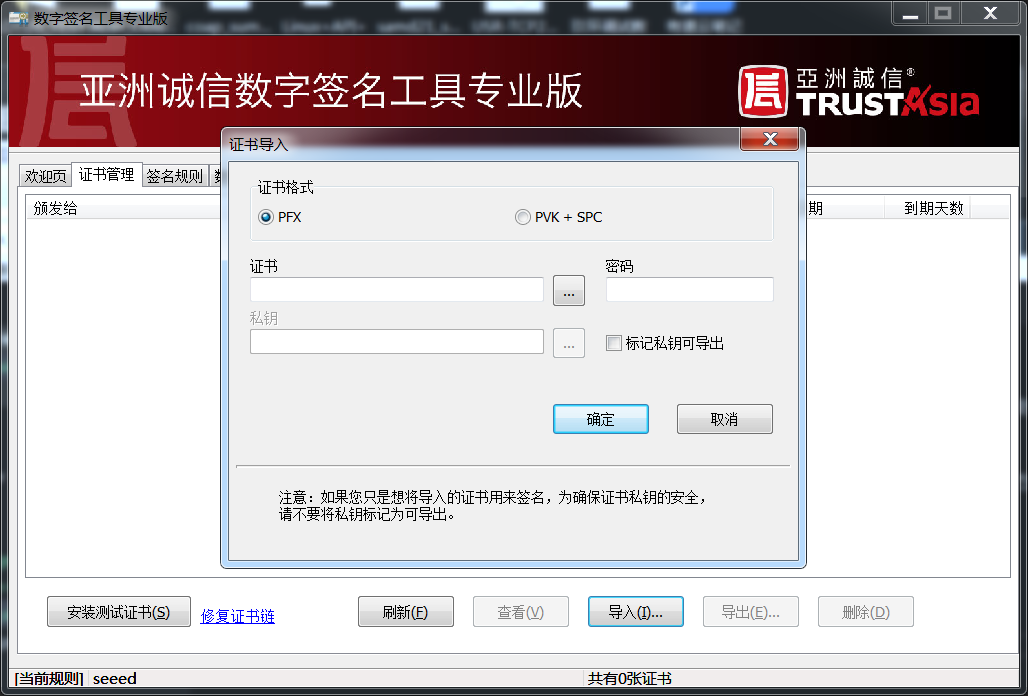 数字签名工具专业版
亚洲诚信数字签名工具专业版
亞洲誠信®
TRUSTAsia
证书导入
欢迎页 证书管理 签名规则
颁发给 期 到期天数
证书格式
PFX PVK + SPC
证书 密码
...
私钥
... 标记私钥可导出
确定 取消
注意：如果您只是想将导入的证书用来签名，为确保证书私钥的安全，
请不要将私钥标记为可导出。
安装测试证书(S) 修复证书链 刷新(F) 查看(V) 导入(I)... 导出(E)... 删除(D)
[当前规则] seeed 共有0张证书